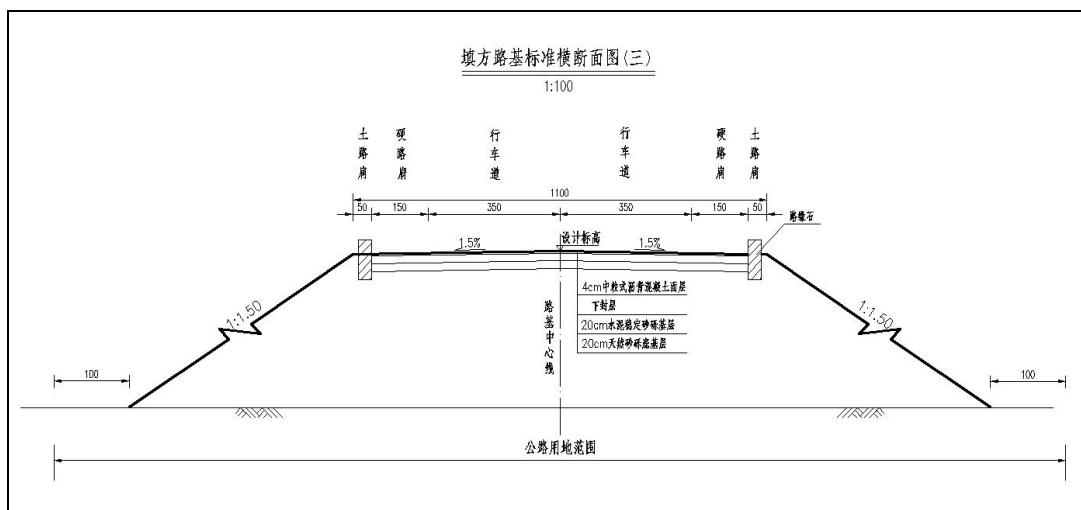 填方路基标准横断面图(三)
1:100
土路肩
硬路肩
行车道
行车道
硬路肩
土路肩
1100
50
150
350
350
150
50
路缘石
1.5%
设计标高
1.5%
4cm中粒式沥青混凝土面层
下封层
20cm水泥稳定砂砾基层
20cm天然砂砾底基层
1:1.50
1:1.50
路基中心线
100
100
公路用地范围